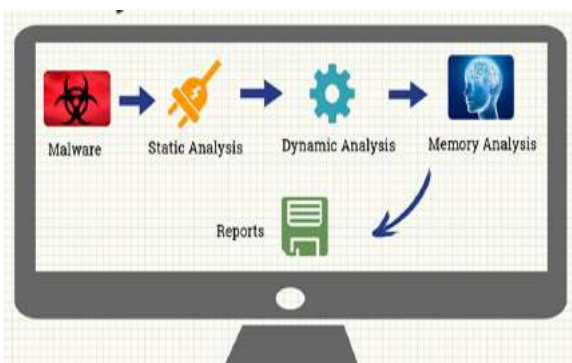 Malware
Static Analysis
Dynamic Analysis
Memory Analysis
Reports